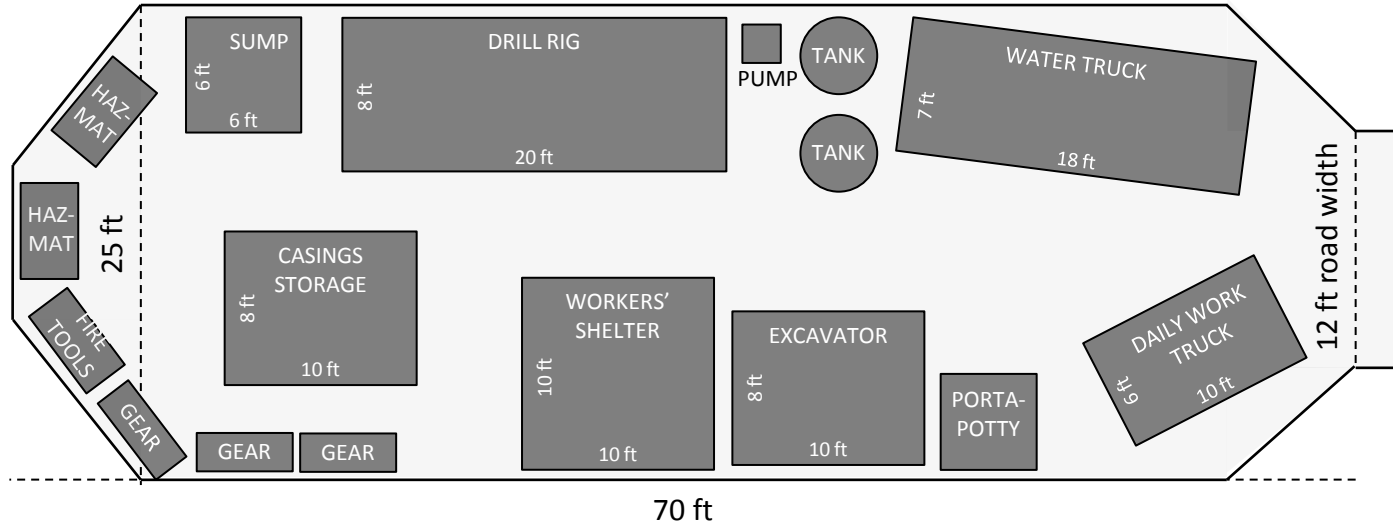 SUMP
6 ft
6 ft
DRILL RIG
8 ft
20 ft
PUMP
TANK
TANK
WATER TRUCK
7 ft
18 ft
HAZ-
MAT
HAZ-
MAT
25 ft
FIRE
TOOLS
GEAR
GEAR
GEAR
CASINGS
STORAGE
8 ft
10 ft
WORKERS’
SHELTER
10 ft
10 ft
EXCAVATOR
8 ft
10 ft
PORTA-
POTTY
DAILY WORK
TRUCK
6 ft
10 ft
12 ft road width
70 ft